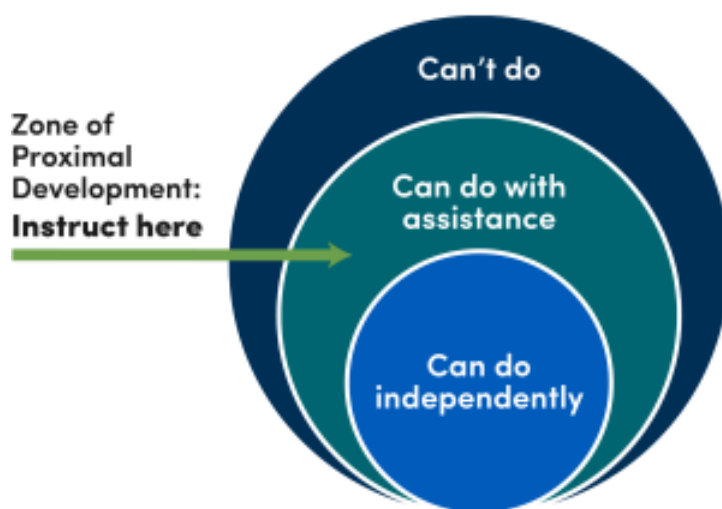 Can't do
Zone of
Proximal
Development:
Instruct here
Can do with
assistance
Can do
independently